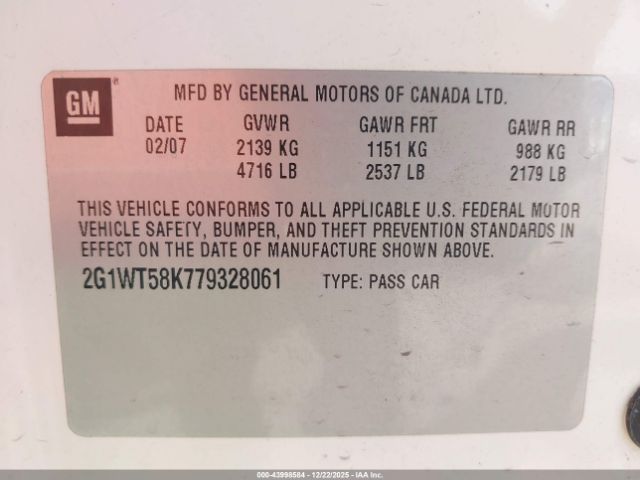 GM
MFD BY GENERAL MOTORS OF CANADA LTD.
DATE GVWR GAWR FRT GAWR RR
02/07 2139 KG 1151 KG 988 KG
4716 LB 2537 LB 2179 LB
THIS VEHICLE CONFORMS TO ALL APPLICABLE U.S. FEDERAL MOTOR
VEHICLE SAFETY, BUMPER, AND THEFT PREVENTION STANDARDS IN
EFFECT ON THE DATE OF MANUFACTURE SHOWN ABOVE.
2G1WT58K779328061 TYPE: PASS CAR
000-43998584 - 12/22/2025 - IAA, Inc.